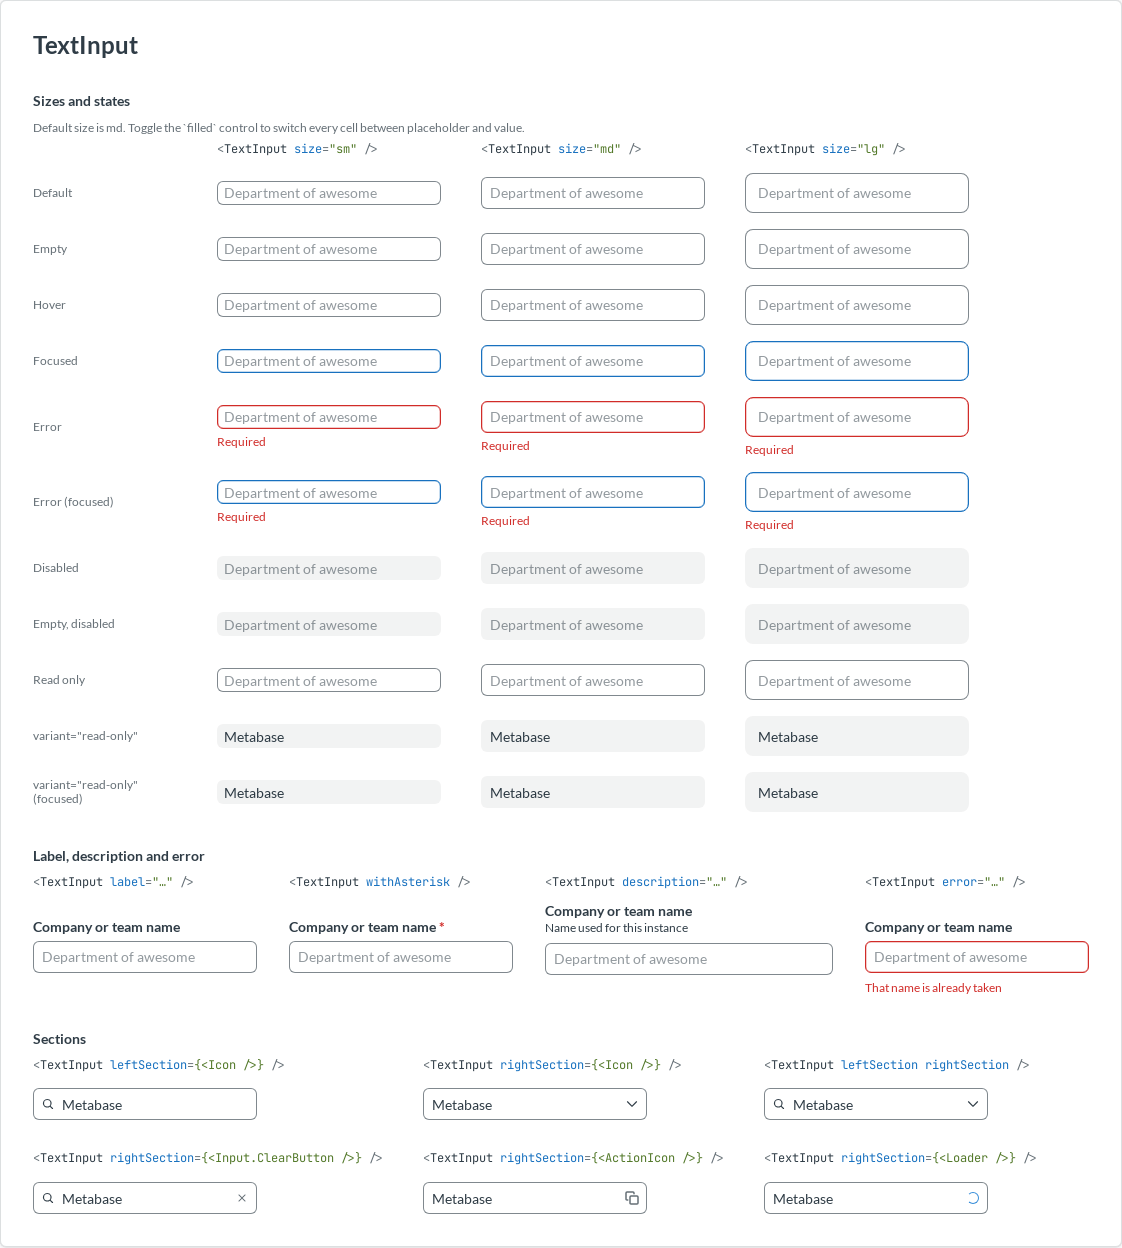 TextInput
Sizes and states
Default size is md. Toggle the `filled` control to switch every cell between placeholder and value.
<TextInput size="sm" /> <TextInput size="md" /> <TextInput size="lg" />
Default Department of awesome Department of awesome Department of awesome
Empty Department of awesome Department of awesome Department of awesome
Hover Department of awesome Department of awesome Department of awesome
Focused Department of awesome Department of awesome Department of awesome
Error Department of awesome Department of awesome Department of awesome
Required Required Required
Error (focused) Department of awesome Department of awesome Department of awesome
Required Required Required
Disabled Department of awesome Department of awesome Department of awesome
Empty, disabled Department of awesome Department of awesome Department of awesome
Read only Department of awesome Department of awesome Department of awesome
variant="read-only" Metabase Metabase Metabase
variant="read-only"
(focused) Metabase Metabase Metabase
Label, description and error
<TextInput label="…" /> <TextInput withAsterisk /> <TextInput description="…" /> <TextInput error="…" />
Company or team name Company or team name * Company or team name Company or team name
Name used for this instance
Department of awesome Department of awesome Department of awesome Department of awesome
That name is already taken
Sections
<TextInput leftSection={<Icon />} /> <TextInput rightSection={<Icon />} /> <TextInput leftSection rightSection />
Metabase Metabase Metabase
<TextInput rightSection={<Input.ClearButton />} /> <TextInput rightSection={<ActionIcon />} /> <TextInput rightSection={<Loader />} />
Metabase Metabase Metabase